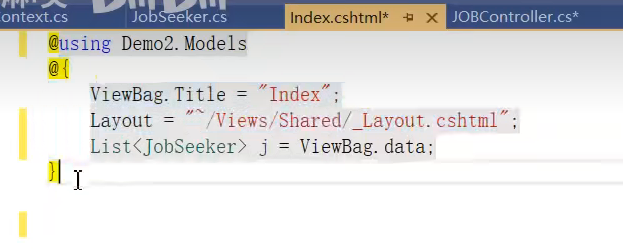 ontext.cs JobSeeker.cs Index.cshtml* JOBController.cs*
@using Demo2.Models
@{
ViewBag.Title = "Index";
Layout = "~/Views/Shared/_Layout.cshtml";
List<JobSeeker> j = ViewBag.data;
}